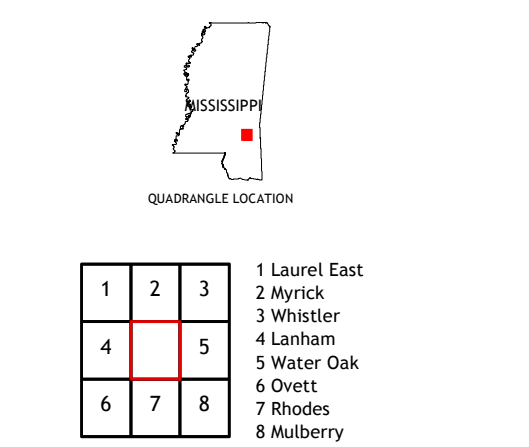 MISSISSIPPI
QUADRANGLE LOCATION
1 2 3
4 5
6 7 8
1 Laurel East
2 Myrick
3 Whistler
4 Lanham
5 Water Oak
6 Ovett
7 Rhodes
8 Mulberry